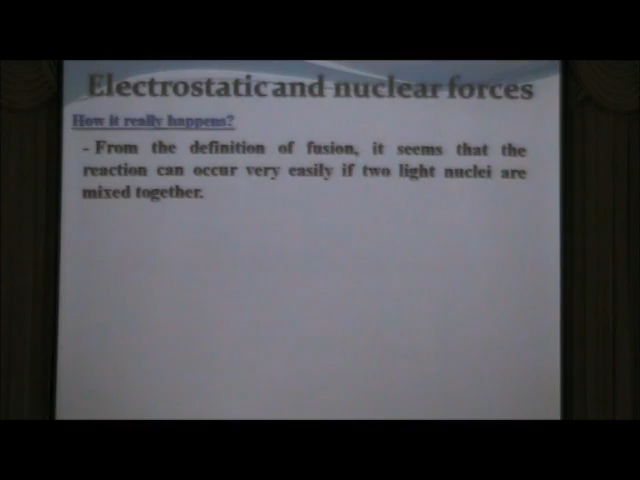 Electrostatic and nuclear forces
How it really happens?
- From the definition of fusion, it seems that the
reaction can occur very easily if two light nuclei are
mixed together.